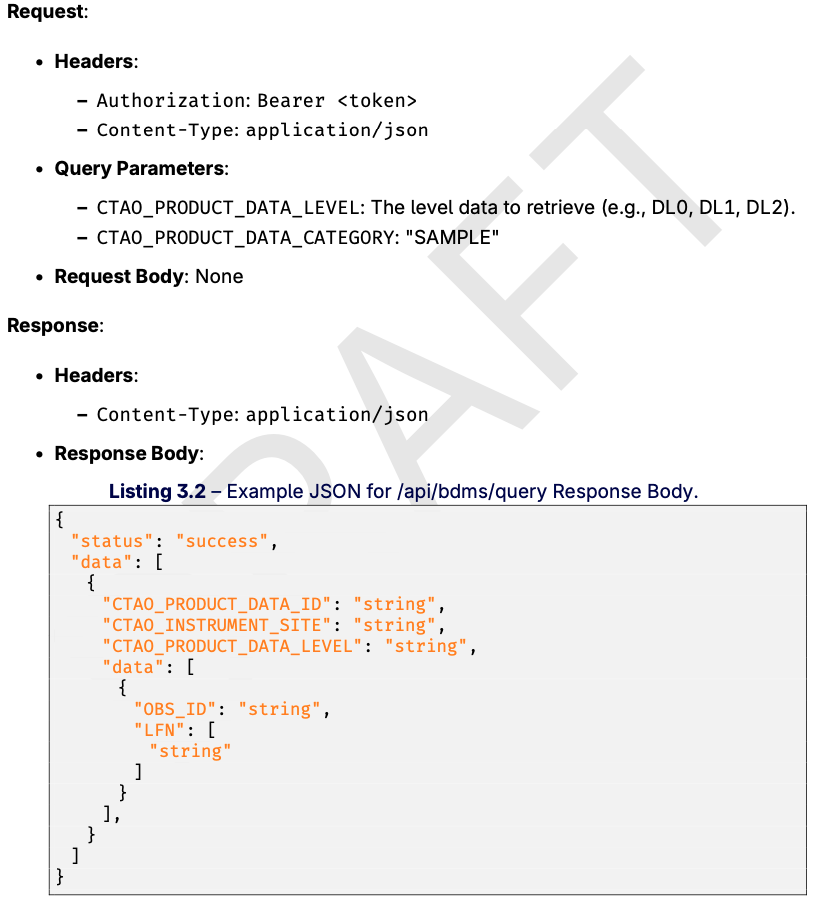 Request:
• Headers:
– Authorization: Bearer <token>
– Content-Type: application/json
• Query Parameters:
– CTAO_PRODUCT_DATA_LEVEL: The level data to retrieve (e.g., DL0, DL1, DL2).
– CTAO_PRODUCT_DATA_CATEGORY: "SAMPLE"
• Request Body: None
Response:
• Headers:
– Content-Type: application/json
• Response Body:
Listing 3.2 – Example JSON for /api/bdms/query Response Body.
{
"status": "success",
"data": [
{
"CTAO_PRODUCT_DATA_ID": "string",
"CTAO_INSTRUMENT_SITE": "string",
"CTAO_PRODUCT_DATA_LEVEL": "string",
"data": [
{
"OBS_ID": "string",
"LFN": [
"string"
]
}
],
}
]
}
RAFT